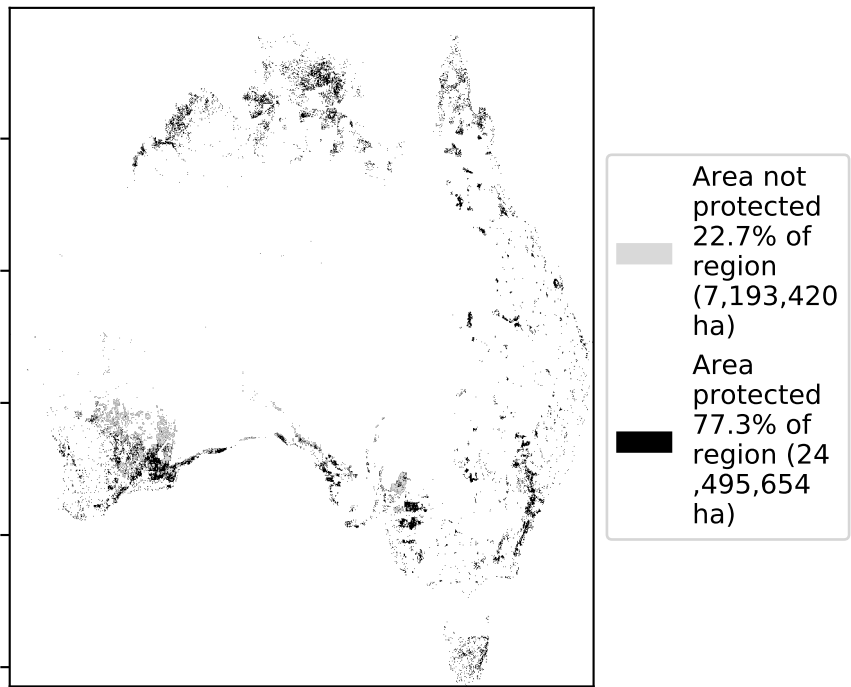 Area not
protected
22.7% of
region
(7,193,420
ha)
Area
protected
77.3% of
region (24
,495,654
ha)